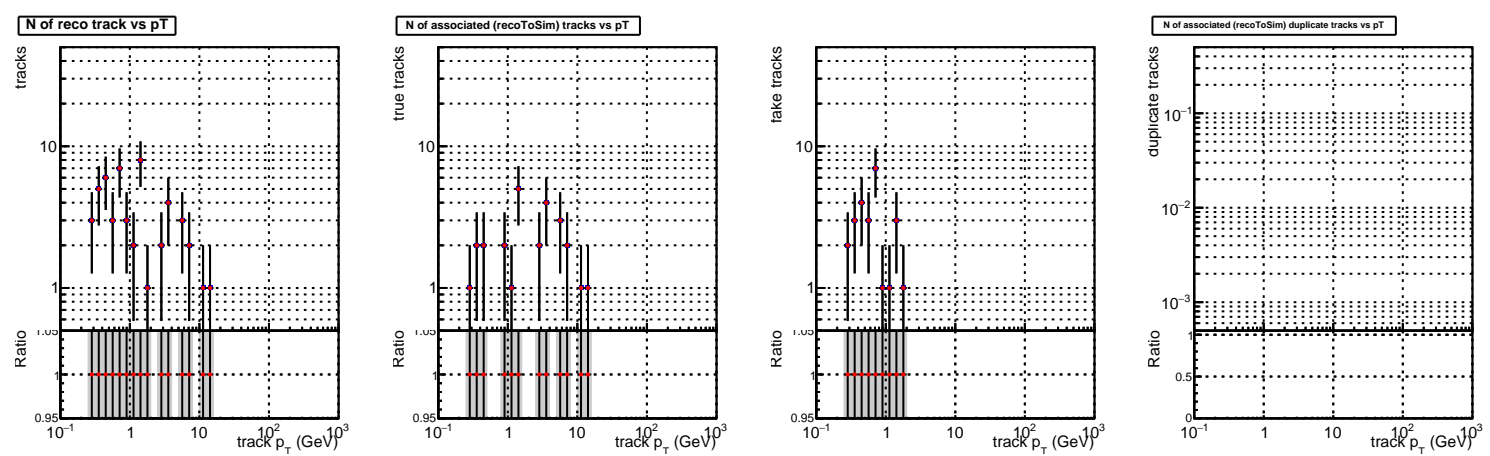 N of reco track vs pT
tracks
10
1
1.05
Ratio
1
0.95
10⁻¹ 1 10 10² 10³
track p_T (GeV)
N of associated (recoToSim) tracks vs pT
true tracks
10
1
1.05
Ratio
1
0.95
10⁻¹ 1 10 10² 10³
track p_T (GeV)
fake tracks
10
1
1.05
Ratio
1
0.95
10⁻¹ 1 10 10² 10³
track p_T (GeV)
N of associated (recoToSim) duplicate tracks vs pT
duplicate tracks
10⁻¹
10⁻²
10⁻³
Ratio
1
0.5
0
10⁻¹ 1 10 10² 10³
track p_T (GeV)